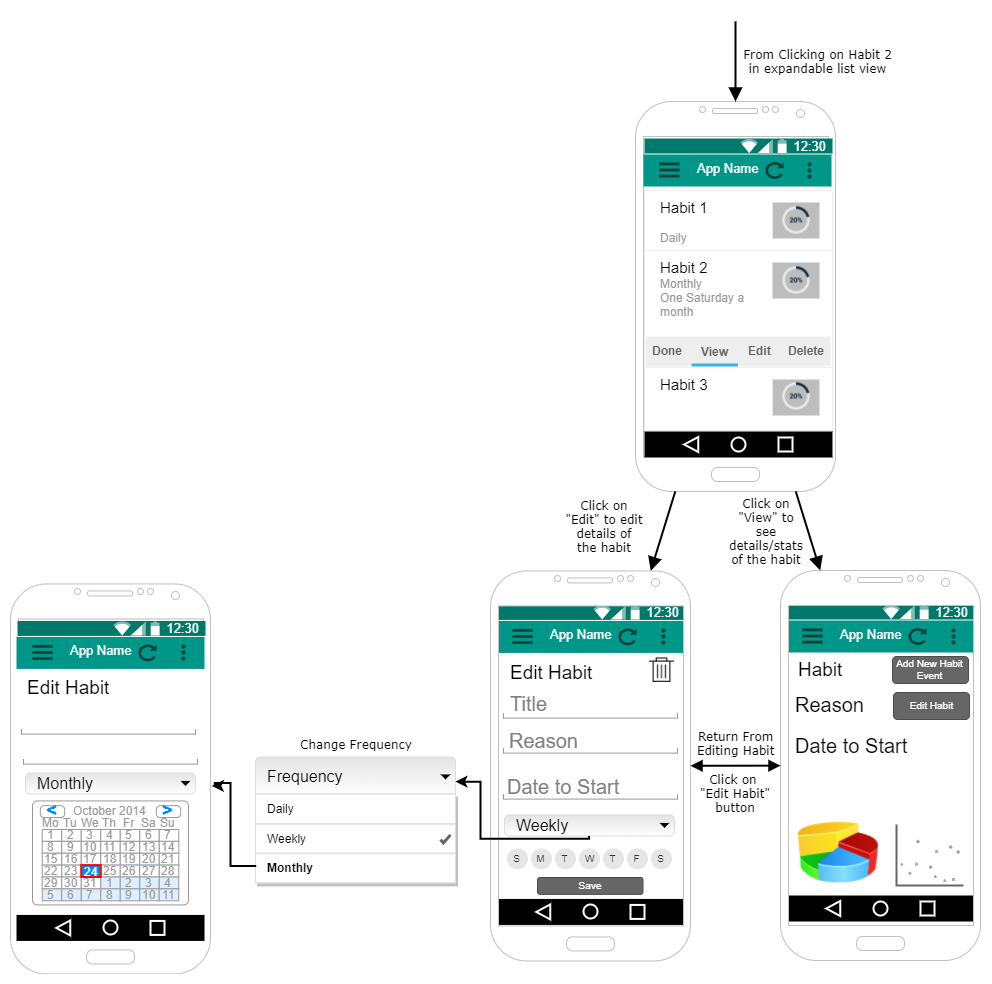 From Clicking on Habit 2
in expandable list view
12:30
App Name
Habit 1
20%
Daily
Habit 2
20%
Monthly
One Saturday a
month
Done View Edit Delete
Habit 3
20%
Click on
"Edit" to edit
details of
the habit
Click on
"View" to
see
details/stats
of the habit
12:30
App Name
Edit Habit
Monthly
< October 2014 >
Mo Tu We Th Fr Sa Su
1 2 3 4 5 6 7
8 9 10 11 12 13 14
15 16 17 18 19 20 21
22 23 24 25 26 27 28
29 30 31 1 2 3 4
5 6 7 8 9 10 11
Change Frequency
Frequency
Daily
Weekly
Monthly
12:30
App Name
Edit Habit
Title
Reason
Date to Start
Weekly
S M T W T F S
Save
Return From
Editing Habit
Click on
"Edit Habit"
button
12:30
App Name
Habit
Add New Habit
Event
Reason
Edit Habit
Date to Start